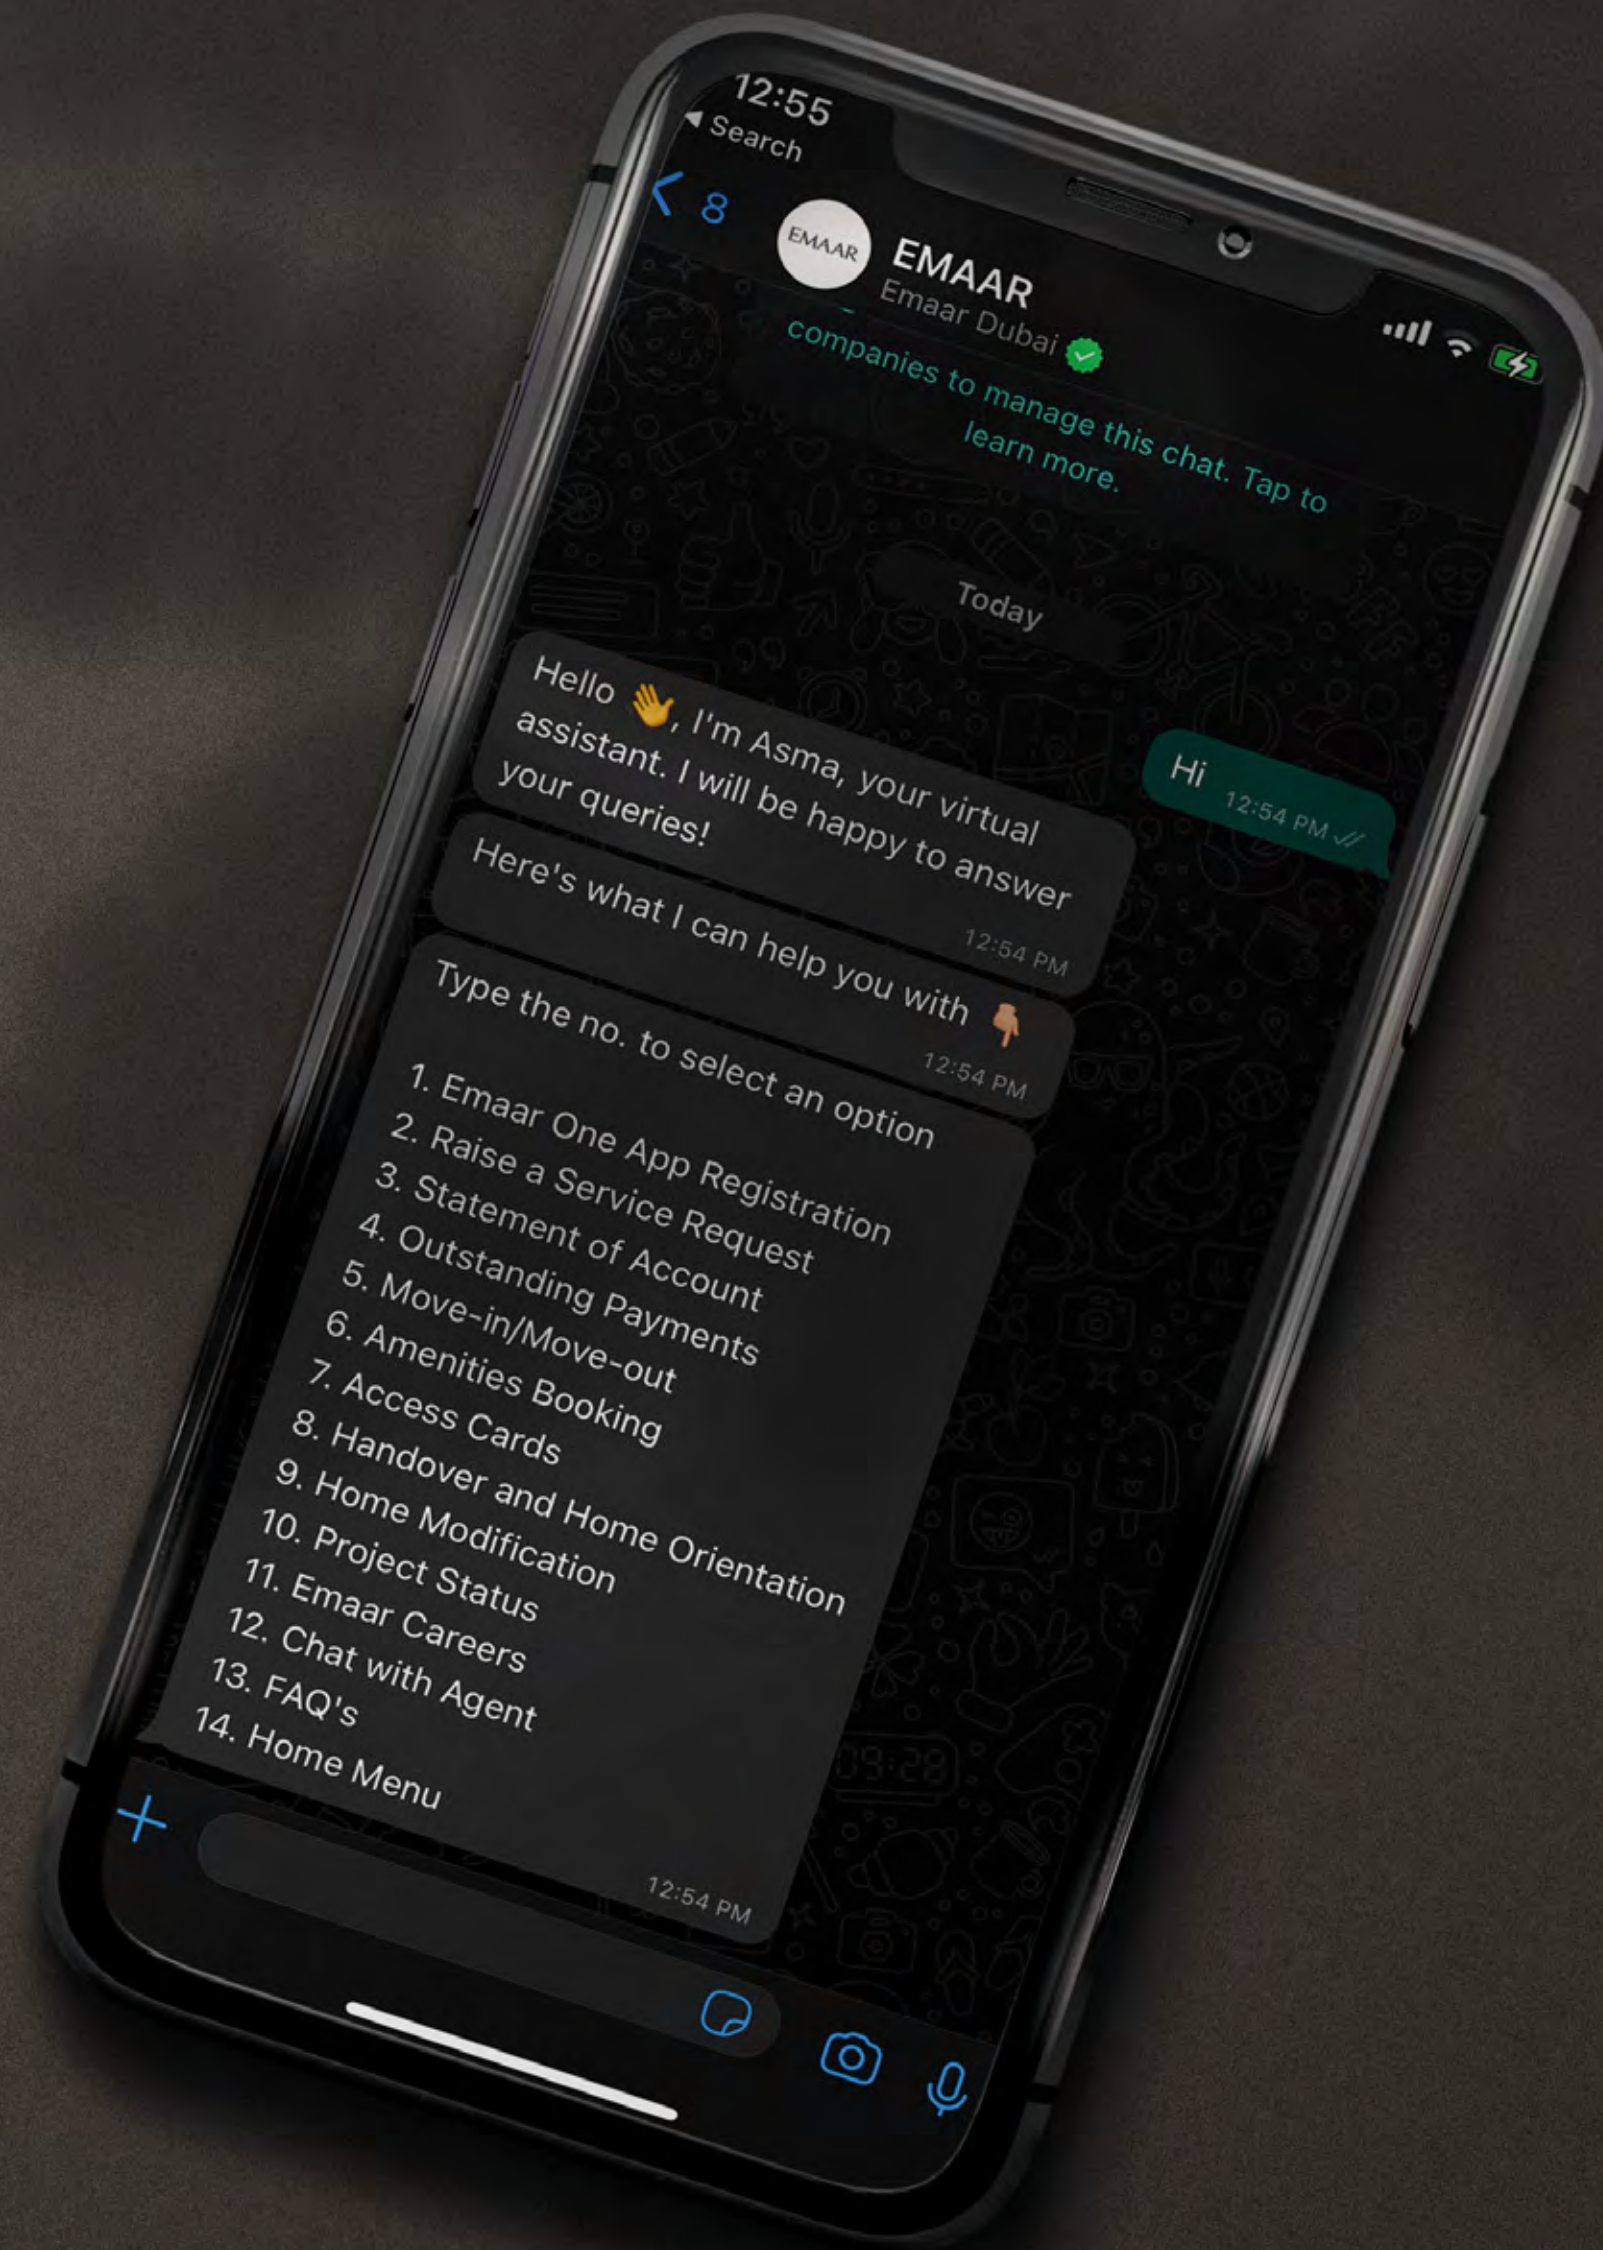 12:55
Search
8
EMAAR
EMAAR
Emaar Dubai
companies to manage this chat. Tap to
learn more.
Today
Hi
12:54 PM
Hello 👋, I'm Asma, your virtual
assistant. I will be happy to answer
your queries!
12:54 PM
Here's what I can help you with 👇🏼
12:54 PM
Type the no. to select an option
1. Emaar One App Registration
2. Raise a Service Request
3. Statement of Account
4. Outstanding Payments
5. Move-in/Move-out
6. Amenities Booking
7. Access Cards
8. Handover and Home Orientation
9. Home Modification
10. Project Status
11. Emaar Careers
12. Chat with Agent
13. FAQ's
14. Home Menu
12:54 PM
09:28